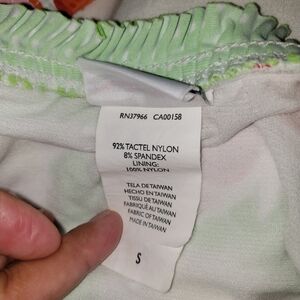 RN37966 CA00158
92% TACTEL NYLON
8% SPANDEX
LINING:
100% NYLON
TELA DE TAIWAN
HECHO EN TAIWAN
TISSU DE TAIWAN
FABRIQUÉ AU TAIWAN
FABRIC OF TAIWAN
MADE IN TAIWAN
S